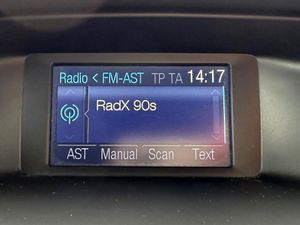 Radio < FM-AST TP TA 14:17
RadX 90s
AST Manual Scan Text